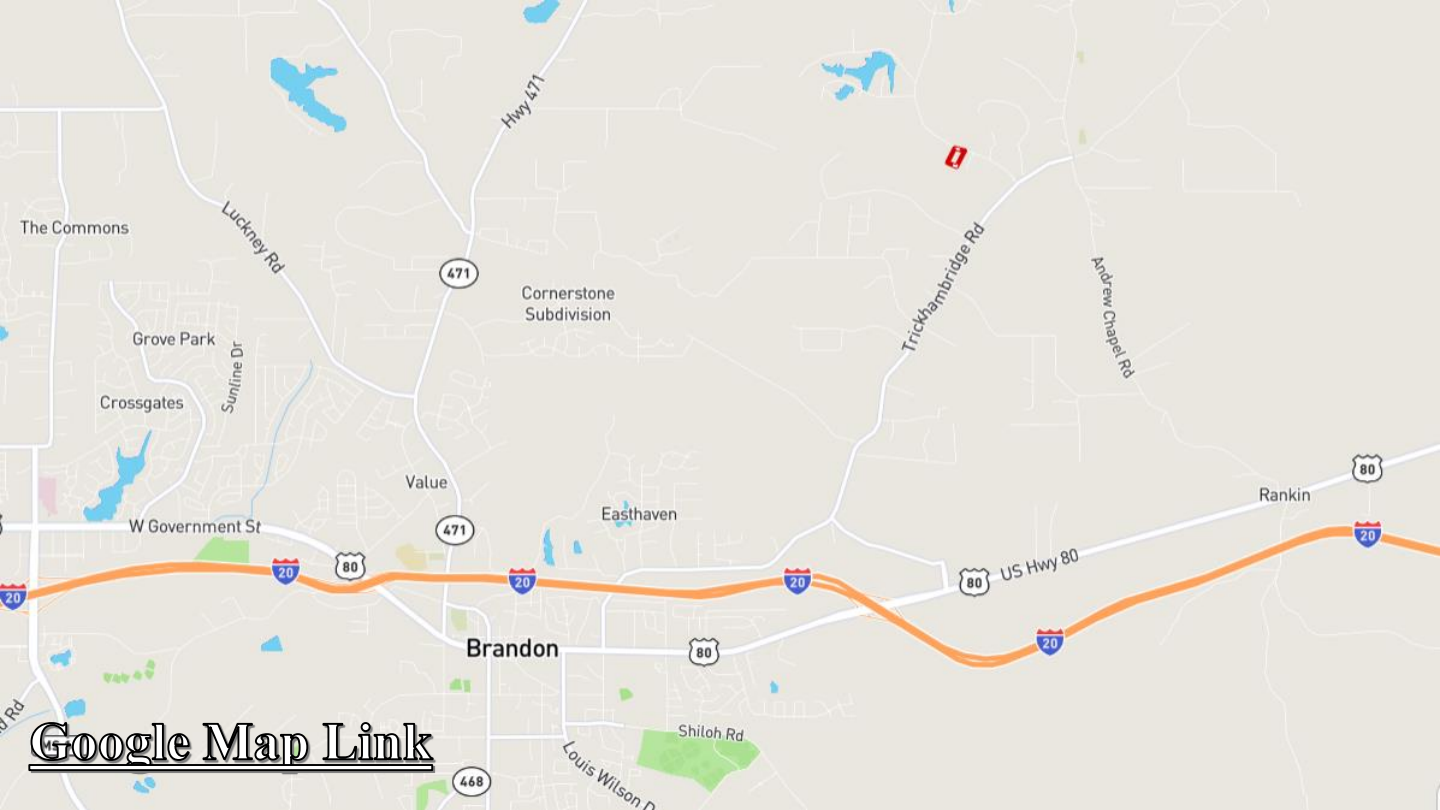 Hwy 471
The Commons
Luckney Rd
471
Cornerstone
Subdivision
Trickhambridge Rd
Andrew Chapel Rd
Grove Park
Sunline Dr
Crossgates
Value
80
Rankin
Easthaven
W Government St
471
20
80
20
20
20
20
80
US Hwy 80
20
Brandon
80
Shiloh Rd
Google Map Link
Louis Wilson D
468